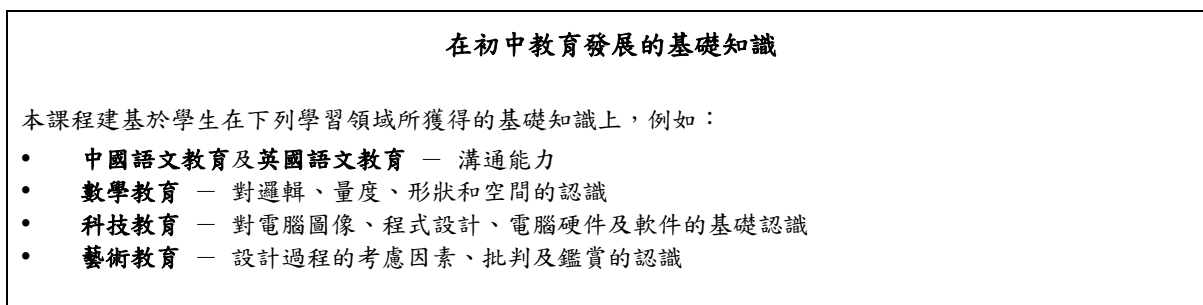 在初中教育發展的基礎知識
本課程建基於學生在下列學習領域所獲得的基礎知識上，例如：
• 中國語文教育及英國語文教育 － 溝通能力
• 數學教育 － 對邏輯、量度、形狀和空間的認識
• 科技教育 － 對電腦圖像、程式設計、電腦硬件及軟件的基礎認識
• 藝術教育 － 設計過程的考慮因素、批判及鑑賞的認識